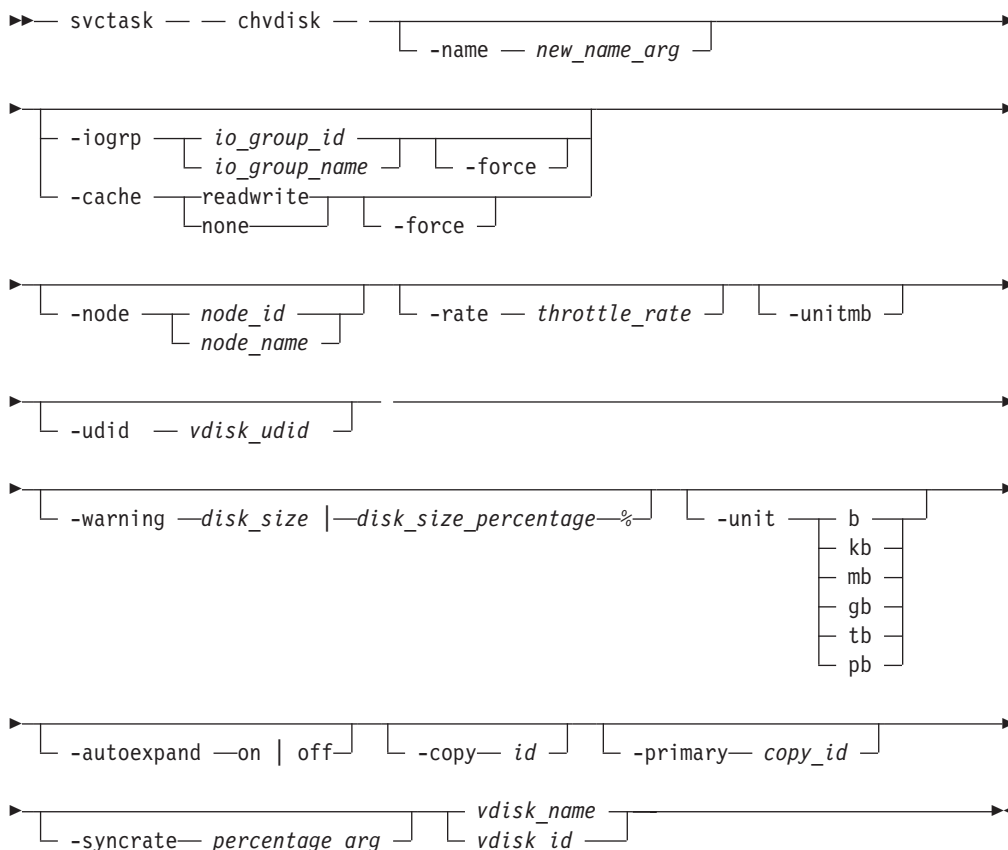 svctask chvdisk
-name new_name_arg
-iogrp io_group_id
io_group_name -force
-cache readwrite
none -force
-node node_id -rate throttle_rate -unitmb
node_name
-udid vdisk_udid
-warning disk_size | disk_size_percentage % -unit b
kb
mb
gb
tb
pb
-autoexpand on | off -copy id -primary copy_id
vdisk_name
-syncrate percentage_arg vdisk_id